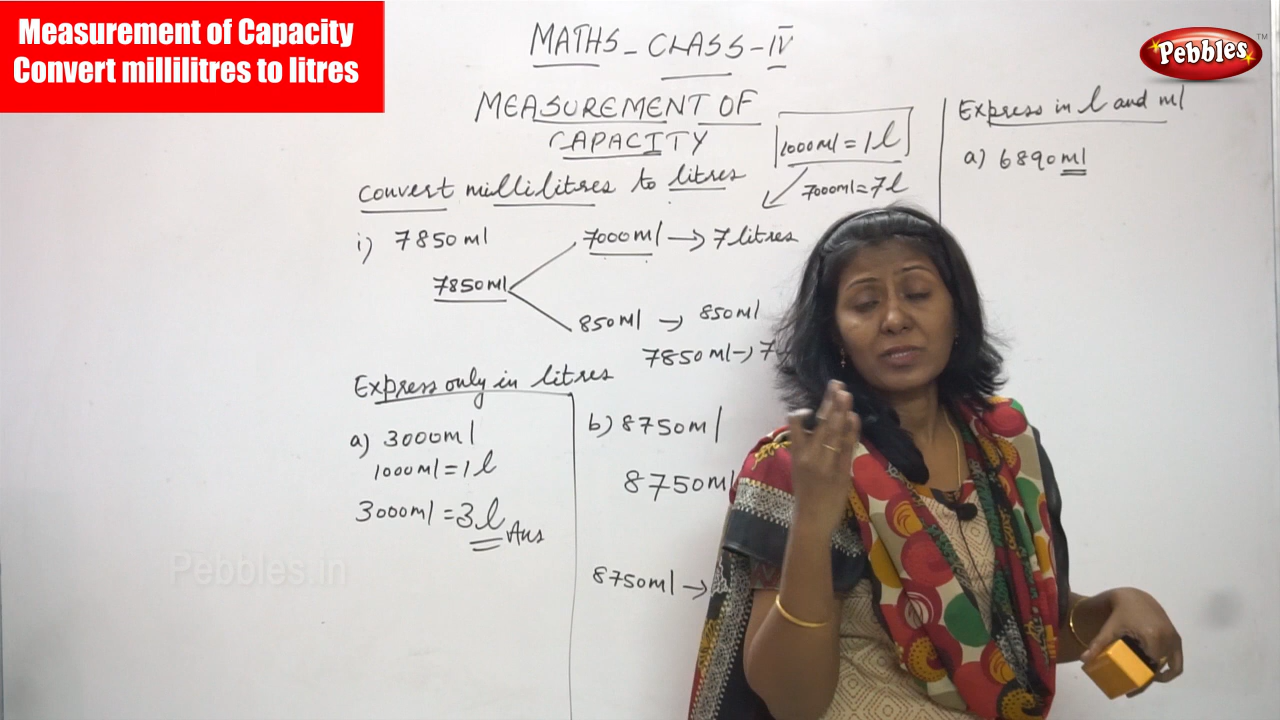 Measurement of Capacity
Convert millilitres to litres
Pebbles TM
MATHS - CLASS - IV
MEASUREMENT OF
CAPACITY
1000ml = 1l
7000ml = 7l
convert millilitres to litres
i) 7850ml
7850ml
7000ml → 7 litres
850ml → 850ml
7850ml → 7
Express only in litres
a) 3000ml
1000ml = 1l
3000ml = 3l Ans
b) 8750ml
8750ml
8750ml →
Express in l and ml
a) 6890ml
Pebbles.in